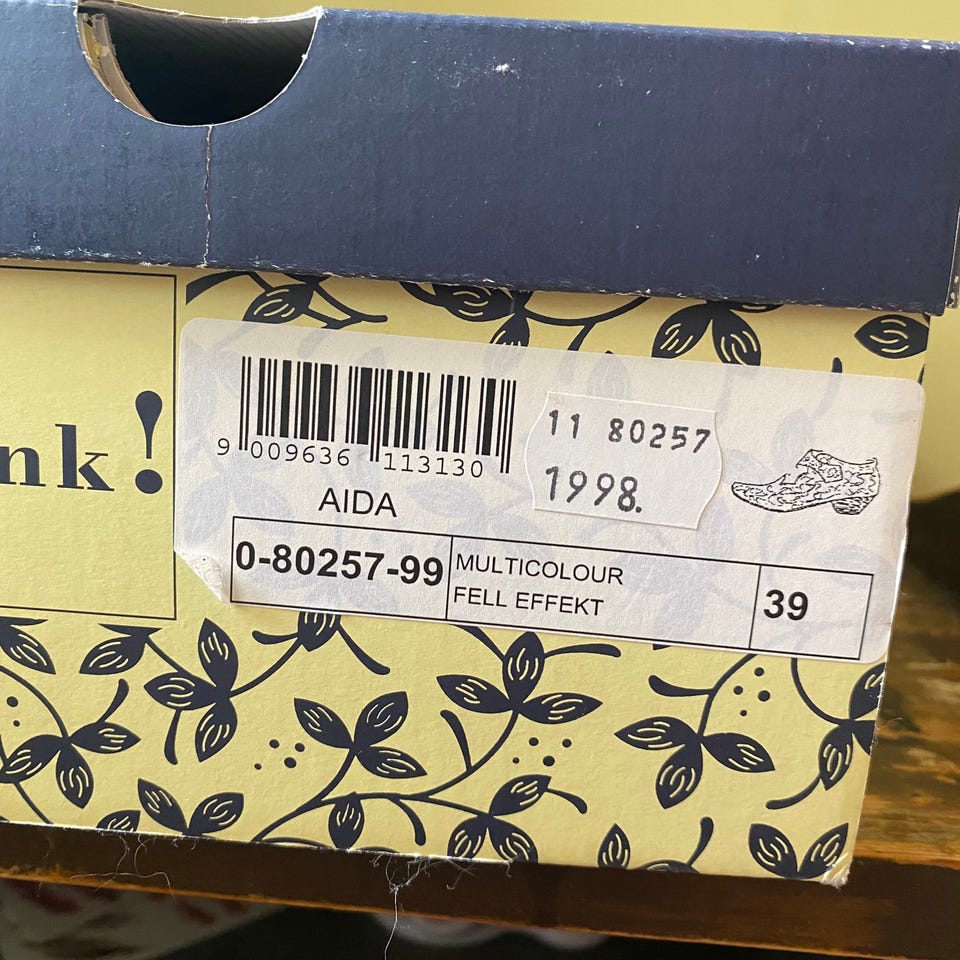 nk!
9 009636 113130
AIDA
11 80257
1998.
0-80257-99
MULTICOLOUR
FELL EFFEKT
39